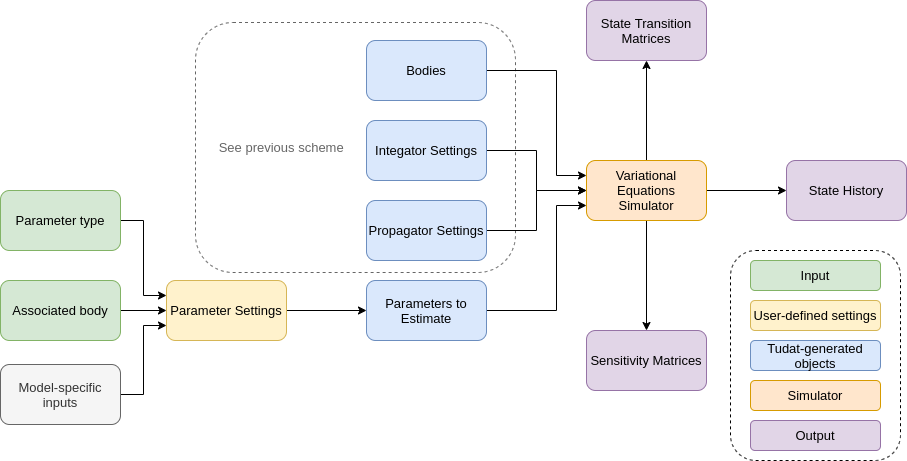 State Transition
Matrices
Bodies
See previous scheme
Integator Settings
Variational
Equations
Simulator
State History
Parameter type
Propagator Settings
Associated body
Parameter Settings
Parameters to
Estimate
Model-specific
inputs
Sensitivity Matrices
Input
User-defined settings
Tudat-generated
objects
Simulator
Output